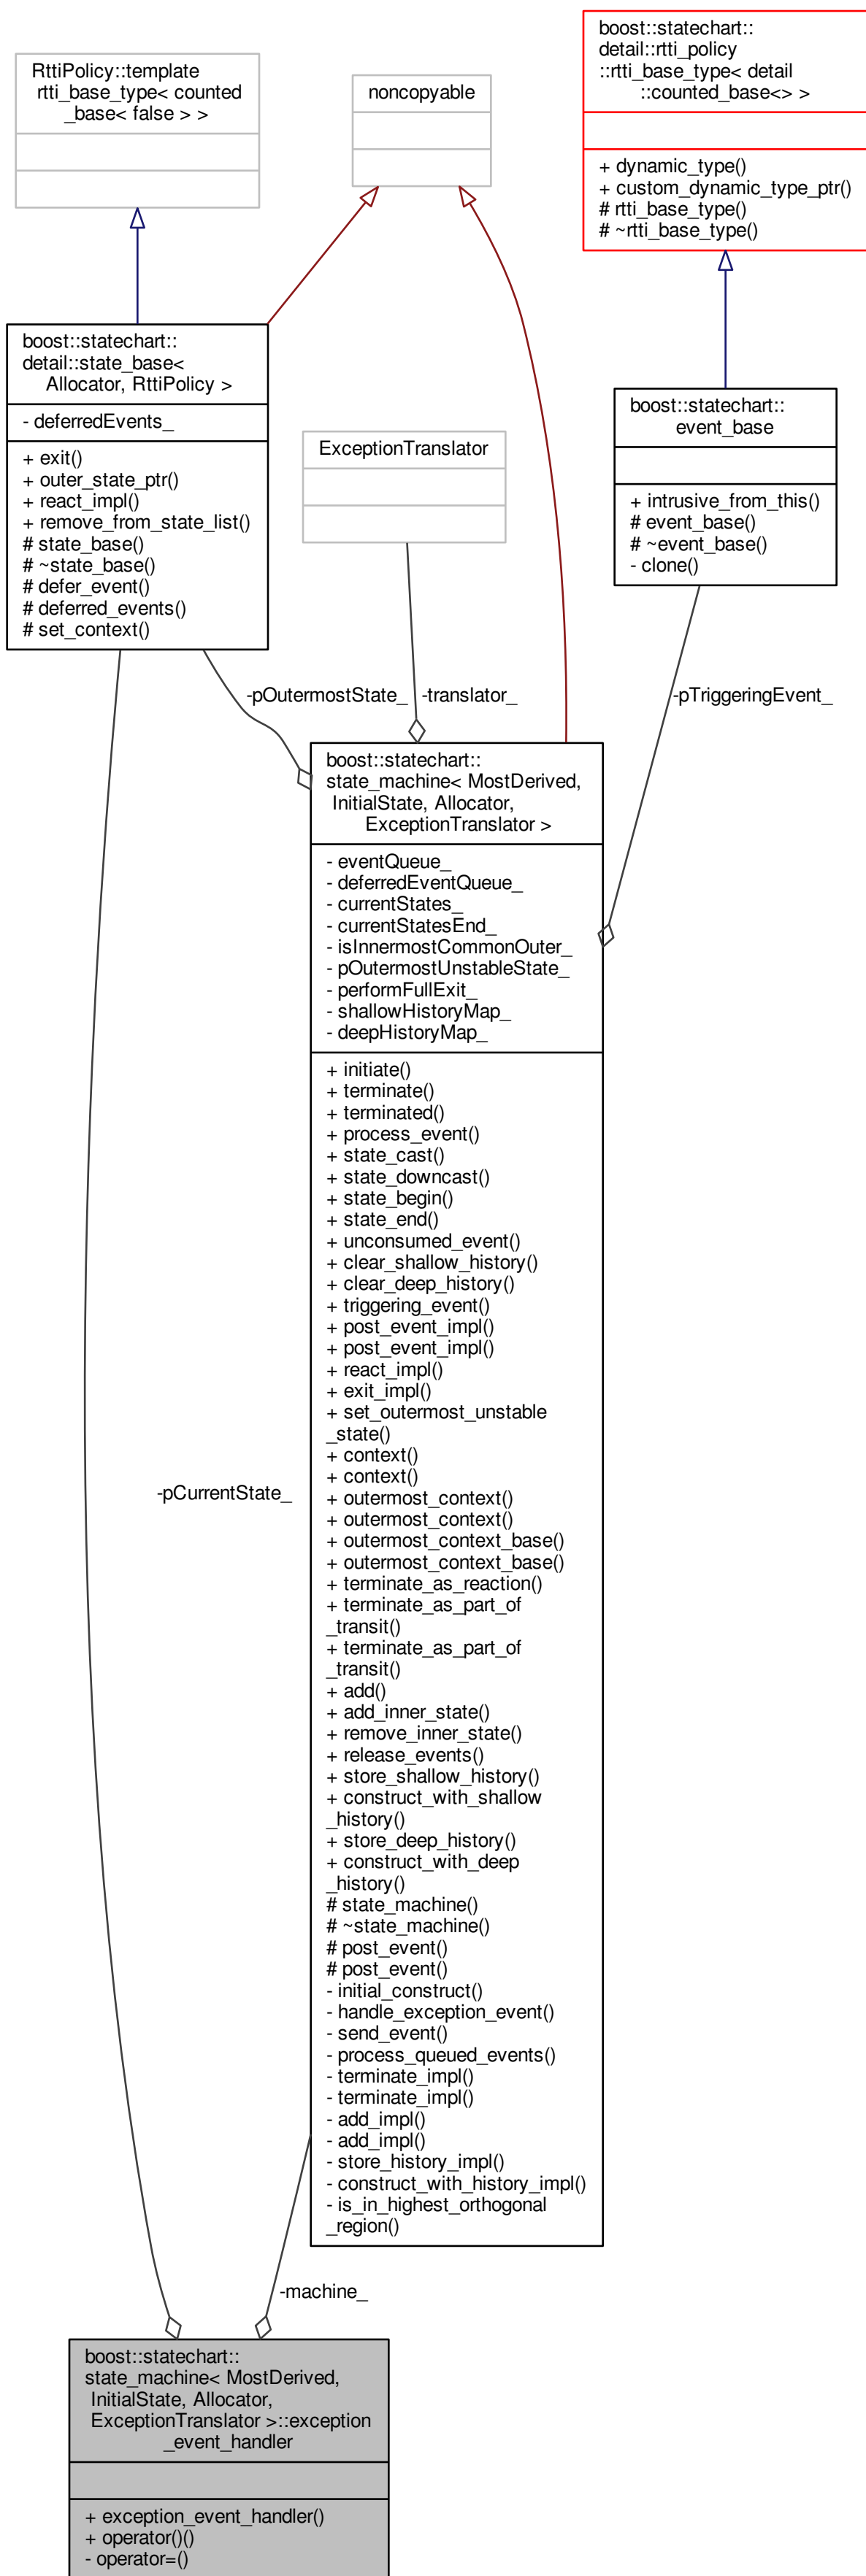 RttiPolicy::template
rtti_base_type< counted
_base< false > >
noncopyable
boost::statechart::
detail::rtti_policy
::rtti_base_type< detail
::counted_base<> >
+ dynamic_type()
+ custom_dynamic_type_ptr()
# rtti_base_type()
# ~rtti_base_type()
boost::statechart::
detail::state_base<
Allocator, RttiPolicy >
- deferredEvents_
+ exit()
+ outer_state_ptr()
+ react_impl()
+ remove_from_state_list()
# state_base()
# ~state_base()
# defer_event()
# deferred_events()
# set_context()
ExceptionTranslator
boost::statechart::
event_base
+ intrusive_from_this()
# event_base()
# ~event_base()
- clone()
-pOutermostState_
-translator_
-pTriggeringEvent_
boost::statechart::
state_machine< MostDerived,
InitialState, Allocator,
ExceptionTranslator >
- eventQueue_
- deferredEventQueue_
- currentStates_
- currentStatesEnd_
- isInnermostCommonOuter_
- pOutermostUnstableState_
- performFullExit_
- shallowHistoryMap_
- deepHistoryMap_
+ initiate()
+ terminate()
+ terminated()
+ process_event()
+ state_cast()
+ state_downcast()
+ state_begin()
+ state_end()
+ unconsumed_event()
+ clear_shallow_history()
+ clear_deep_history()
+ triggering_event()
+ post_event_impl()
+ post_event_impl()
+ react_impl()
+ exit_impl()
+ set_outermost_unstable
_state()
+ context()
+ context()
+ outermost_context()
+ outermost_context()
+ outermost_context_base()
+ outermost_context_base()
+ terminate_as_reaction()
+ terminate_as_part_of
_transit()
+ terminate_as_part_of
_transit()
+ add()
+ add_inner_state()
+ remove_inner_state()
+ release_events()
+ store_shallow_history()
+ construct_with_shallow
_history()
+ store_deep_history()
+ construct_with_deep
_history()
# state_machine()
# ~state_machine()
# post_event()
# post_event()
- initial_construct()
- handle_exception_event()
- send_event()
- process_queued_events()
- terminate_impl()
- terminate_impl()
- add_impl()
- add_impl()
- store_history_impl()
- construct_with_history_impl()
- is_in_highest_orthogonal
_region()
-pCurrentState_
-machine_
boost::statechart::
state_machine< MostDerived,
InitialState, Allocator,
ExceptionTranslator >::exception
_event_handler
+ exception_event_handler()
+ operator()()
- operator=()